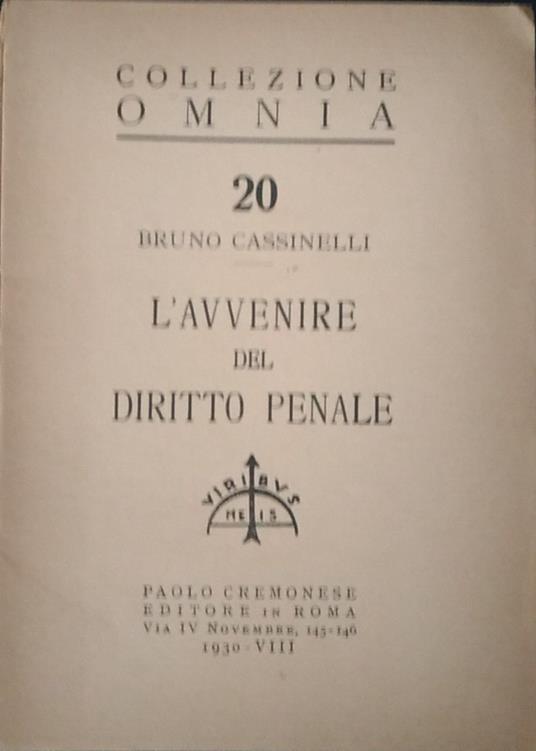 COLLEZIONE
OMNIA
20
BRUNO CASSINELLI
L'AVVENIRE
DEL
DIRITTO PENALE
VIRIBVS
MEIS
PAOLO CREMONESE
EDITORE IN ROMA
VIA IV NOVEMBRE, 145-146
1930-VIII